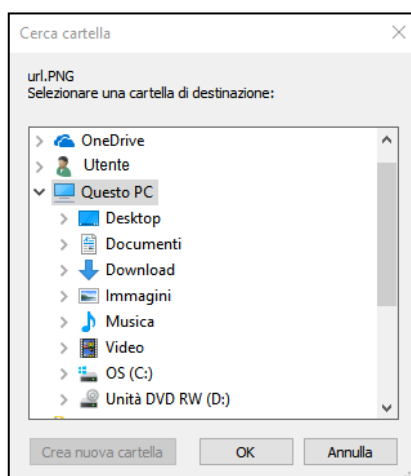 Cerca cartella
url.PNG
Selezionare una cartella di destinazione:
OneDrive
Utente
Questo PC
Desktop
Documenti
Download
Immagini
Musica
Video
OS (C:)
Unità DVD RW (D:)
Crea nuova cartella
OK
Annulla